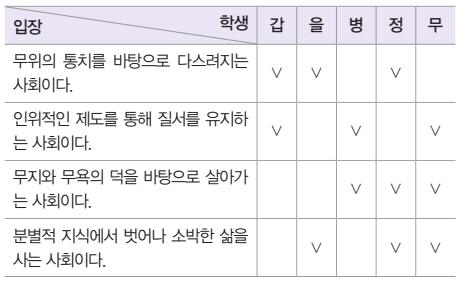 입장 학생 갑 을 병 정 무
무위의 통치를 바탕으로 다스려지는 ∨ ∨ ∨
사회이다.
인위적인 제도를 통해 질서를 유지하 ∨ ∨ ∨
는 사회이다.
무지와 무욕의 덕을 바탕으로 살아가 ∨ ∨ ∨
는 사회이다.
분별적 지식에서 벗어나 소박한 삶을 ∨ ∨ ∨
사는 사회이다.